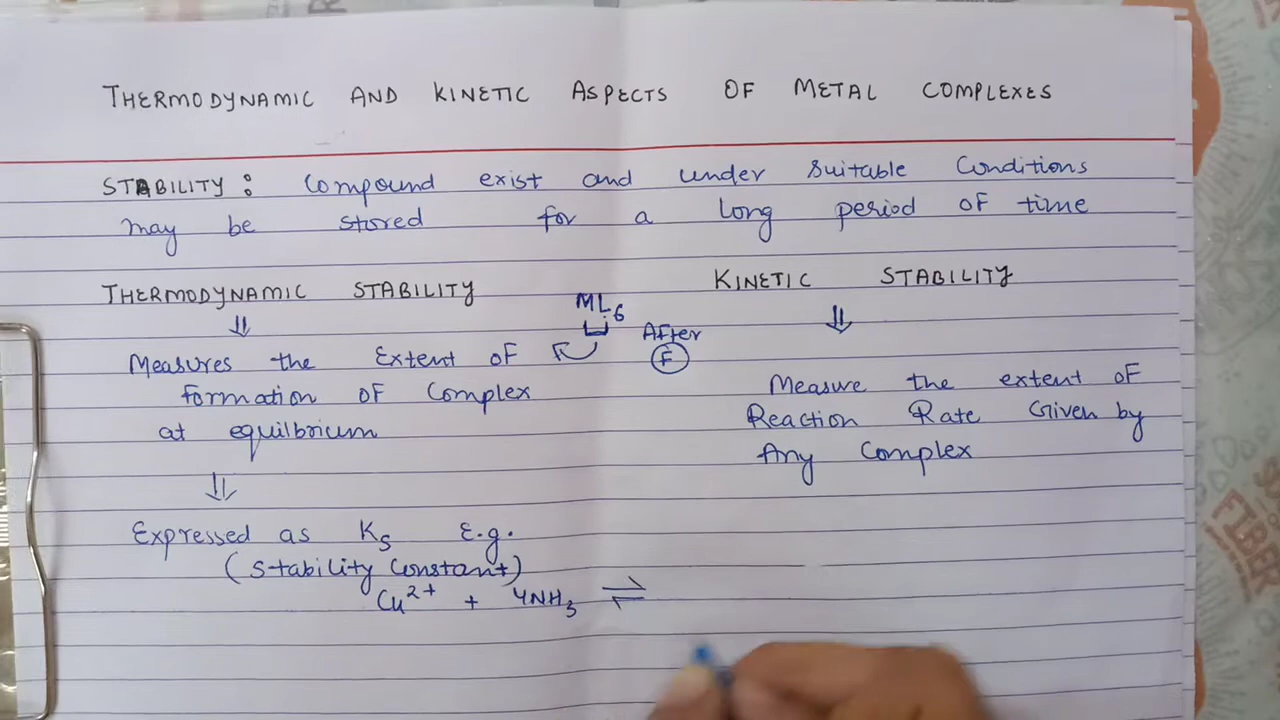 THERMODYNAMIC AND KINETIC ASPECTS OF METAL COMPLEXES
STABILITY : Compound exist and under suitable Conditions
may be stored for a long period OF time
THERMODYNAMIC STABILITY
⇓
Measures the Extent OF
formation OF Complex
at equilbrium
⇓
Expressed as Ks E.g.
(Stability Constant)
Cu²⁺ + 4NH₃ ⇌
ML₆
After
F
KINETIC STABILITY
⇓
Measure the extent OF
Reaction Rate Given by
Any Complex
FIBER